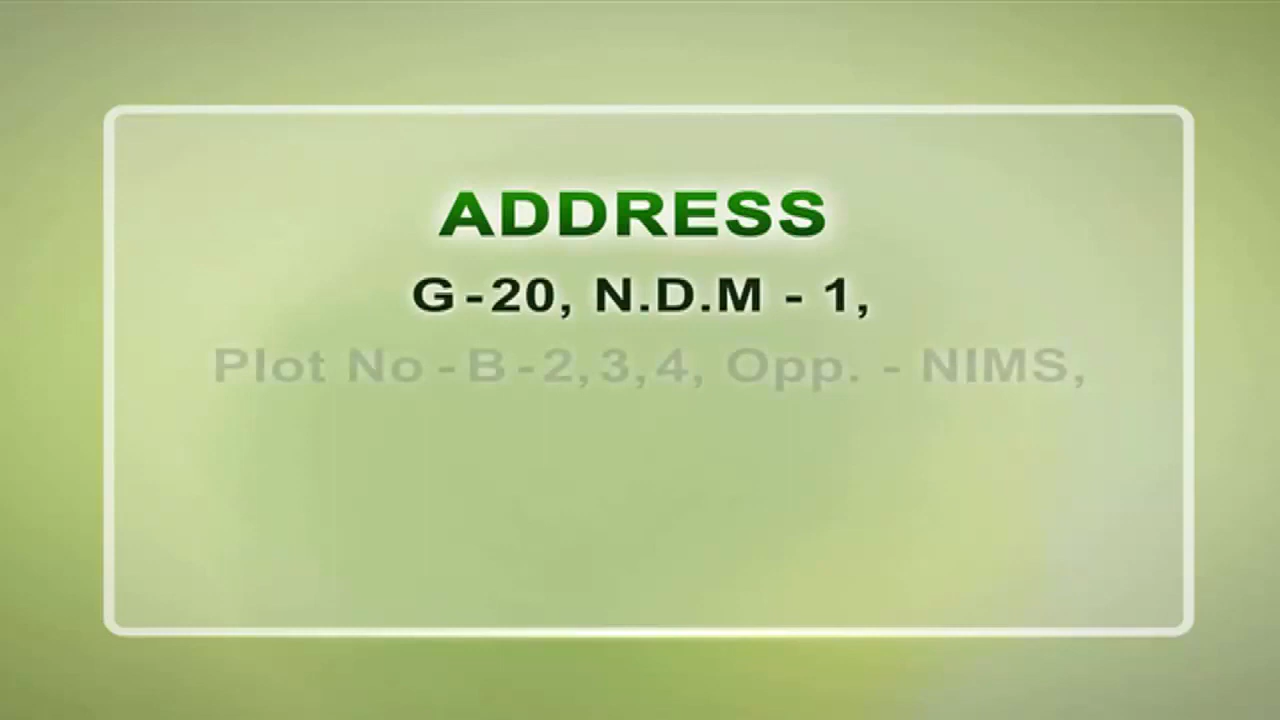 ADDRESS
G-20, N.D.M - 1,
Plot No-B-2,3,4, Opp. - NIMS,